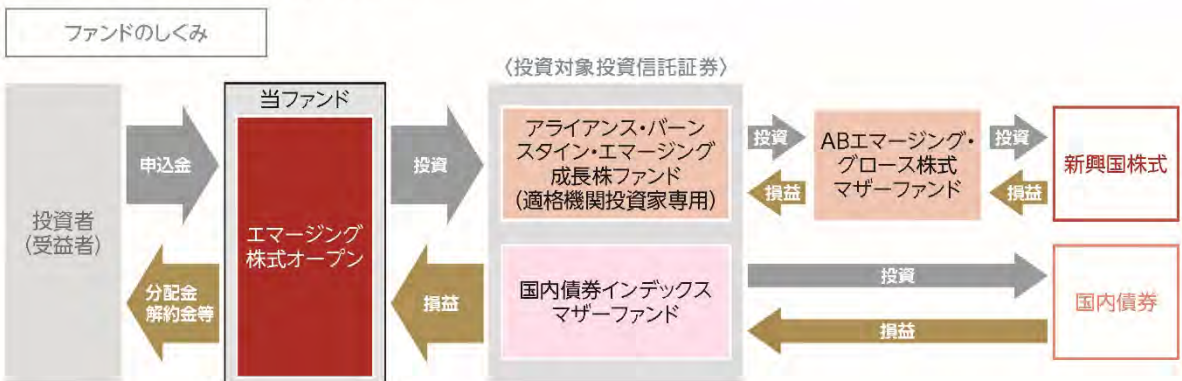 ファンドのしくみ
〈投資対象投資信託証券〉
投資者
(受益者)
申込金
分配金
解約金等
当ファンド
エマージング
株式オープン
投資
損益
アライアンス・バーン
スタイン・エマージング
成長株ファンド
(適格機関投資家専用)
国内債券インデックス
マザーファンド
投資
損益
ABエマージング・
グロース株式
マザーファンド
投資
損益
新興国株式
投資
損益
国内債券